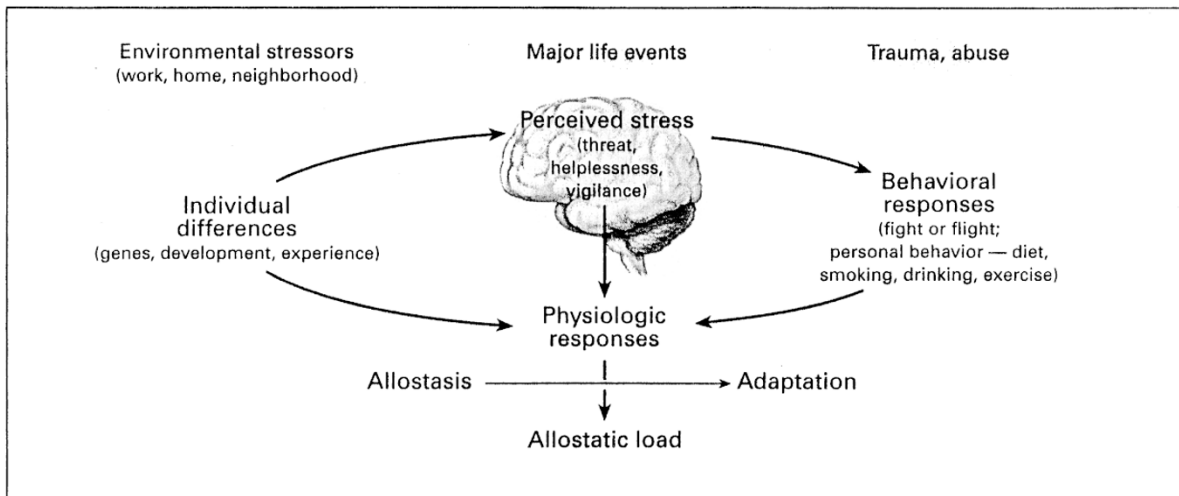 Environmental stressors
(work, home, neighborhood)
Major life events
Trauma, abuse
Perceived stress
(threat,
helplessness,
vigilance)
Individual
differences
(genes, development, experience)
Behavioral
responses
(fight or flight;
personal behavior — diet,
smoking, drinking, exercise)
Physiologic
responses
Allostasis
Adaptation
Allostatic load